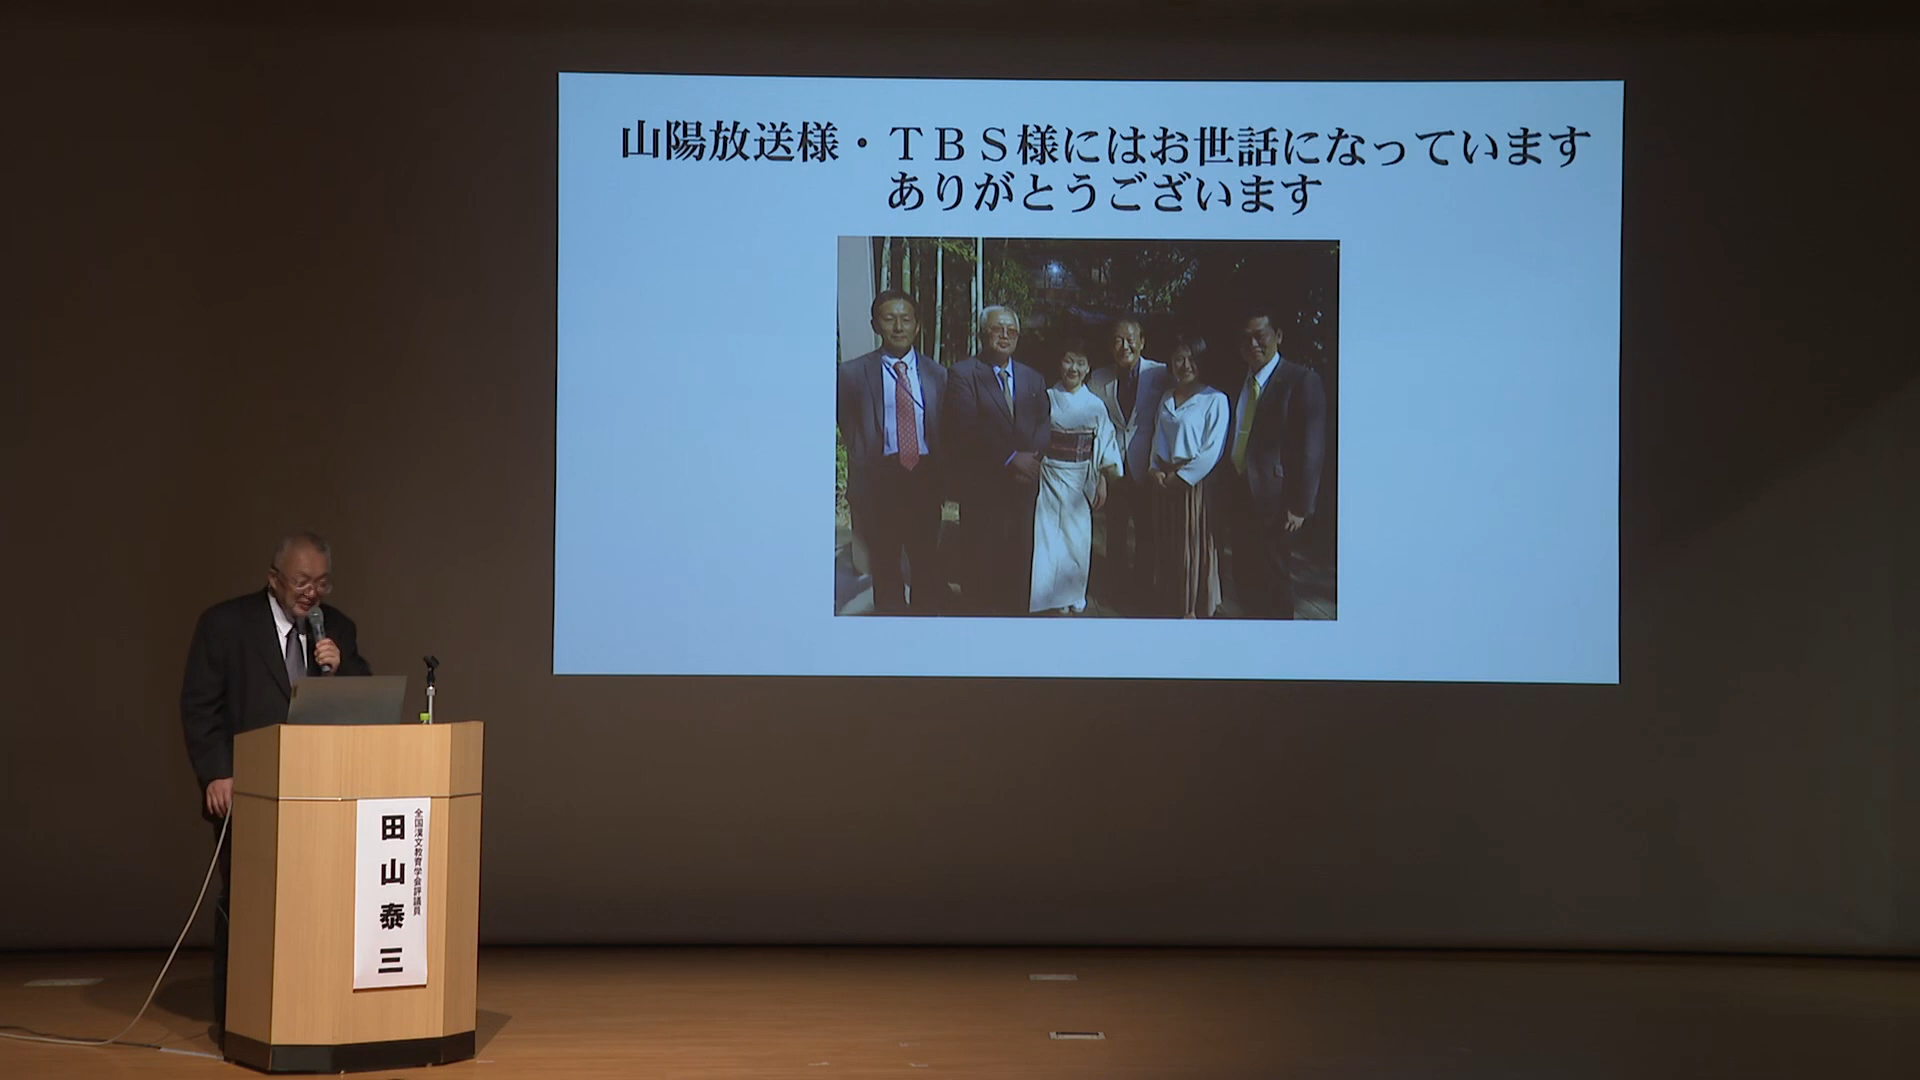 山陽放送様・ＴＢＳ様にはお世話になっています
ありがとうございます
全国漢文教育学会評議員
田山泰三